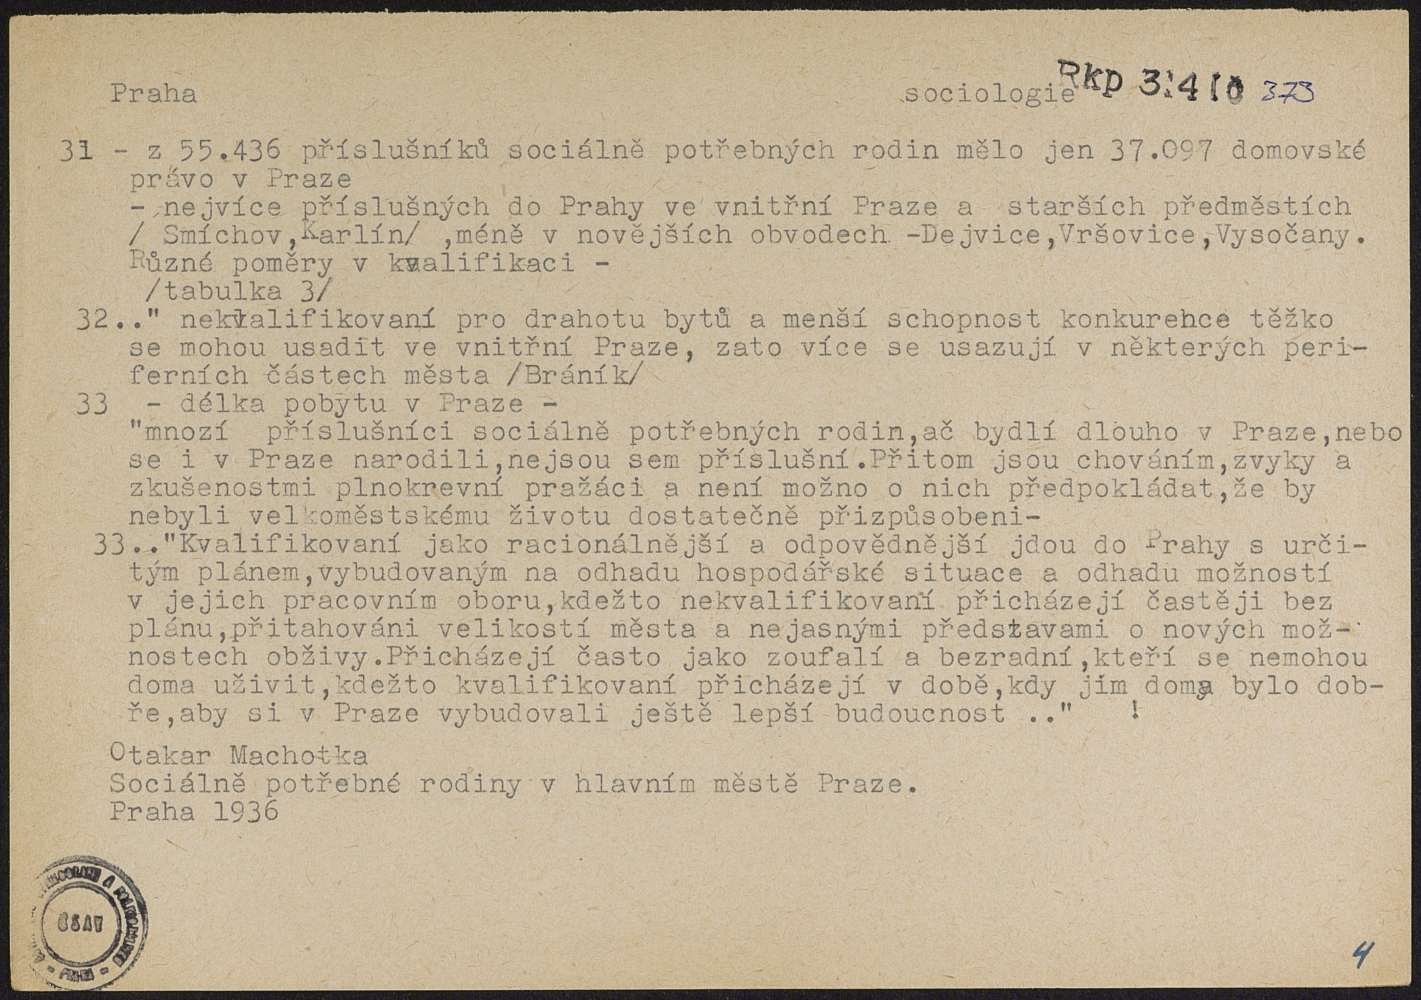 Praha sociologie Rkp 3410 373
31 - z 55.436 příslušníků sociálně potřebných rodin mělo jen 37.097 domovské
právo v Praze
- nejvíce příslušných do Prahy ve vnitřní Praze a starších předměstích
/ Smíchov,Karlín/ ,méně v novějších obvodech -Dejvice,Vršovice,Vysočany.
Různé poměry v kvalifikaci -
/tabulka 3/
32.." nekvalifikovaní pro drahotu bytů a menší schopnost konkurence těžko
se mohou usadit ve vnitřní Praze, zato více se usazují v některých peri-
ferních částech města /Bráník/
33 - délka pobytu v Praze -
"mnozí příslušníci sociálně potřebných rodin,ač bydlí dlouho v Praze,nebo
se i v Praze narodili,nejsou sem příslušní.Přitom jsou chováním,zvyky a
zkušenostmi plnokrevní pražáci a není možno o nich předpokládat,že by
nebyli velkoměstskému životu dostatečně přizpůsobeni-
33.."Kvalifikovaní jako racionálnější a odpovědnější jdou do Prahy s urči-
tým plánem,vybudovaným na odhadu hospodářské situace a odhadu možností
v jejich pracovním oboru,kdežto nekvalifikovaní přicházejí častěji bez
plánu,přitahováni velikostí města a nejasnými představami o nových mož-
nostech obživy.Přicházejí často jako zoufalí a bezradní,kteří se nemohou
doma uživit,kdežto kvalifikovaní přicházejí v době,kdy jim doma bylo dob-
ře,aby si v Praze vybudovali ještě lepší budoucnost .." !
Otakar Machotka
Sociálně potřebné rodiny v hlavním městě Praze.
Praha 1936
ČSAV
4